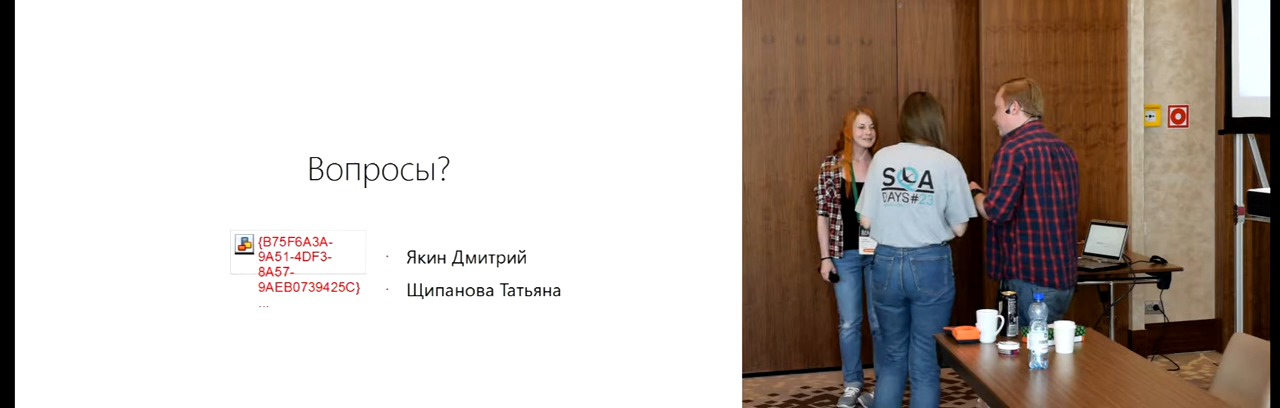 Вопросы?
{B75F6A3A-
9A51-4DF3-
8A57-
9AEB0739425C}
...
· Якин Дмитрий
· Щипанова Татьяна
SQA
DAYS#23